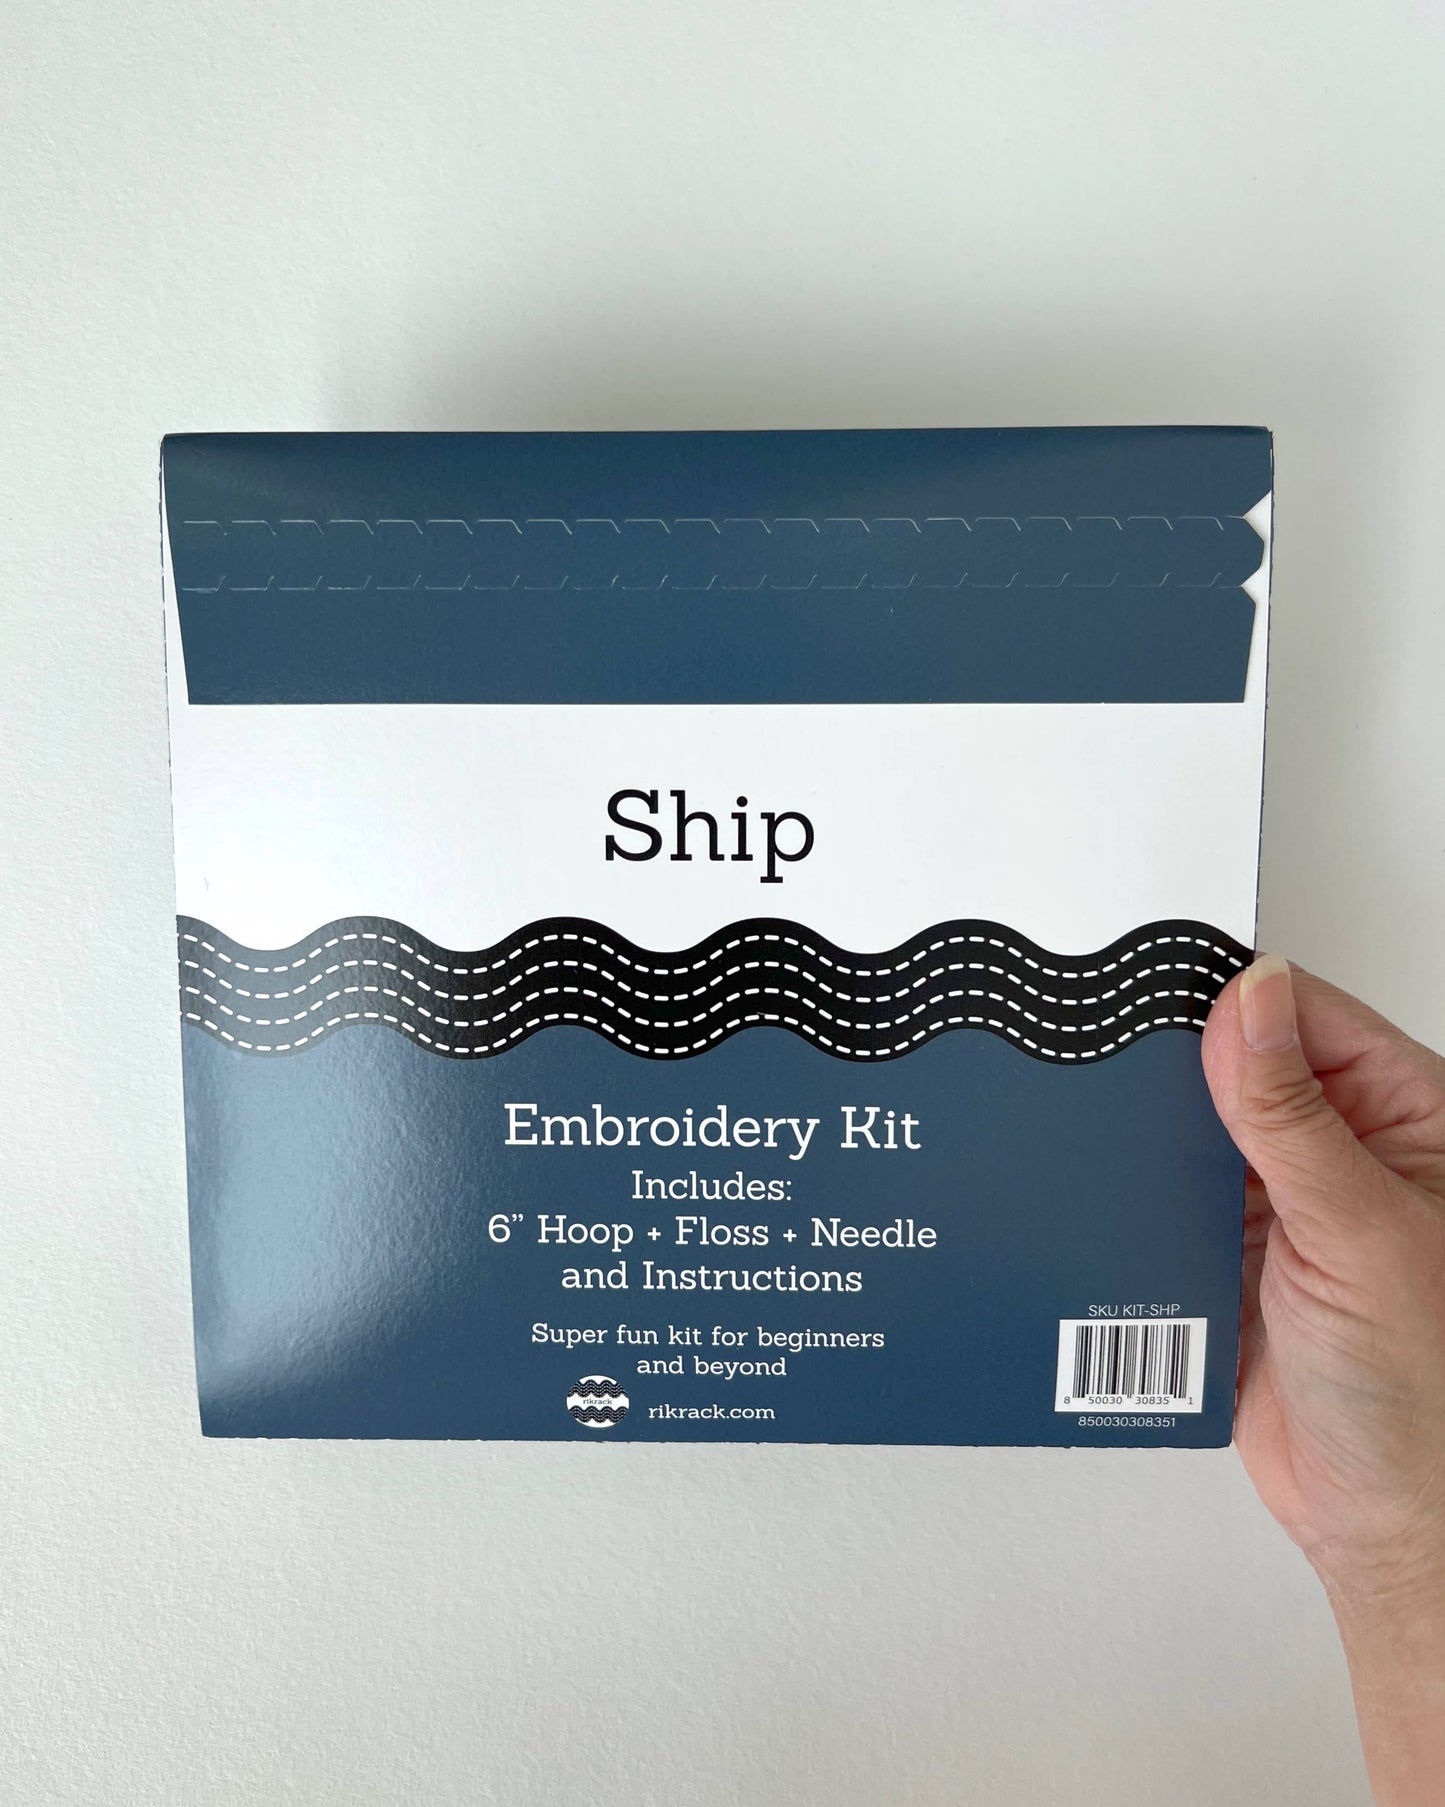 Ship
Embroidery Kit
Includes:
6” Hoop + Floss + Needle
and Instructions
Super fun kit for beginners
and beyond
rikrack
rikrack.com
SKU KIT-SHP
8 50030 30835 1
850030308351